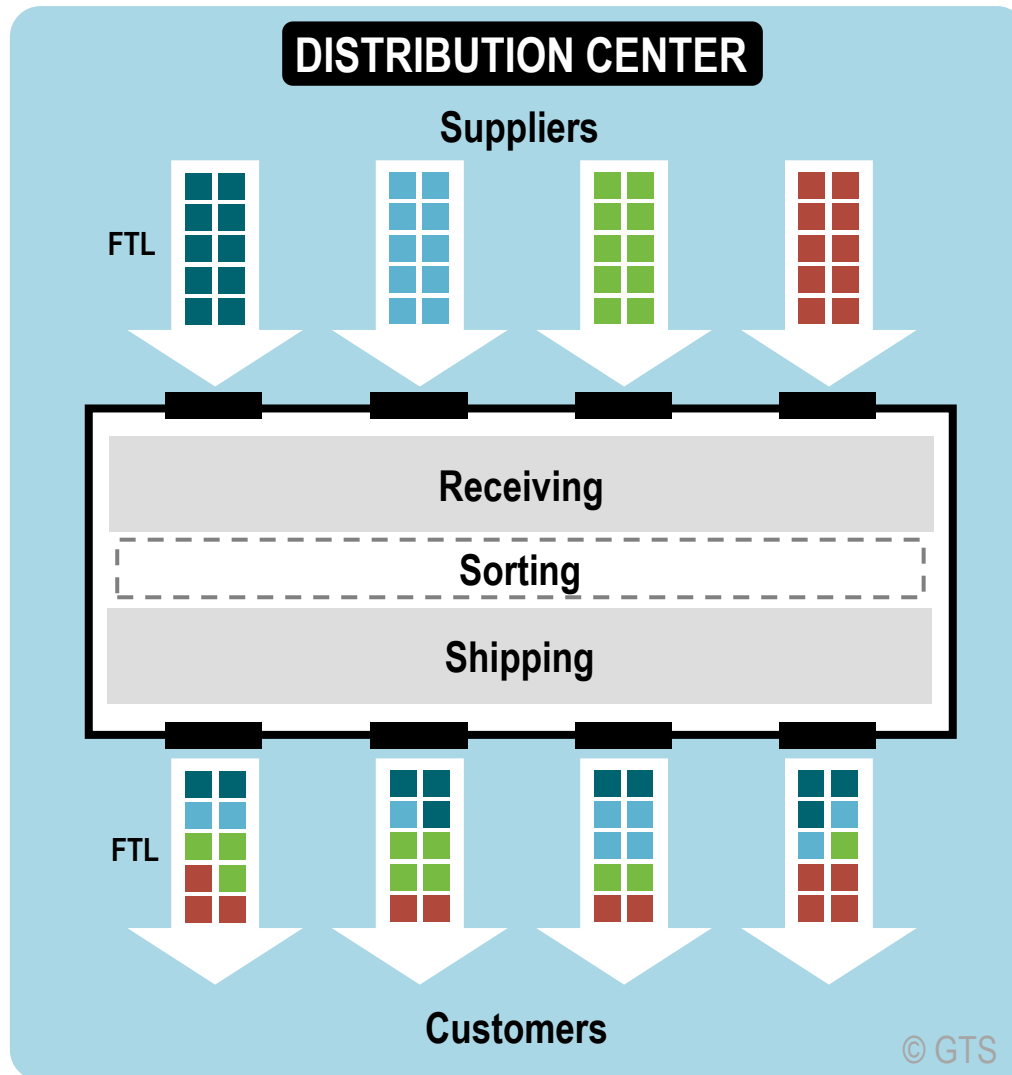 DISTRIBUTION CENTER
Suppliers
FTL
Receiving
Sorting
Shipping
FTL
Customers
© GTS